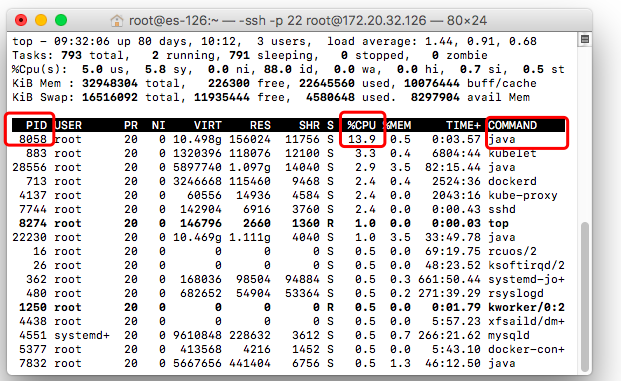 root@es-126:~ — -ssh -p 22 root@172.20.32.126 — 80×24
top - 09:32:06 up 80 days, 10:12,  3 users,  load average: 1.44, 0.91, 0.68
Tasks: 793 total,   2 running, 791 sleeping,   0 stopped,   0 zombie
%Cpu(s):  5.0 us,  5.8 sy,  0.0 ni, 88.0 id,  0.0 wa,  0.0 hi,  0.7 si,  0.5 st
KiB Mem : 32948304 total,   226300 free, 22645560 used, 10076444 buff/cache
KiB Swap: 16516092 total, 11935444 free,  4580648 used.  8297904 avail Mem
PID USER PR NI VIRT RES SHR S %CPU %MEM TIME+ COMMAND
8058 root 20 0 10.498g 156024 11756 S 13.9 0.5 0:03.57 java
883 root 20 0 1320396 118076 12100 S 3.3 0.4 6804:44 kubelet
28556 root 20 0 5897740 1.097g 14040 S 2.9 3.5 82:15.44 java
713 root 20 0 3246668 115460 9468 S 2.4 0.4 2524:36 dockerd
4137 root 20 0 60556 14936 4584 S 2.4 0.0 2043:16 kube-proxy
7744 root 20 0 142904 6916 3760 S 2.4 0.0 0:00.43 sshd
8274 root 20 0 146796 2660 1360 R 1.0 0.0 0:00.03 top
22230 root 20 0 10.469g 1.111g 4040 S 1.0 3.5 33:49.78 java
16 root 20 0 0 0 0 S 0.5 0.0 69:19.75 rcuos/2
26 root 20 0 0 0 0 S 0.5 0.0 48:23.52 ksoftirqd/2
362 root 20 0 168036 98504 94884 S 0.5 0.3 661:50.44 systemd-jo+
480 root 20 0 682652 54904 53364 S 0.5 0.2 271:39.29 rsyslogd
1250 root 20 0 0 0 0 R 0.5 0.0 0:01.79 kworker/0:2
4438 root 20 0 0 0 0 S 0.5 0.0 5:57.23 xfsaild/dm+
4551 systemd+ 20 0 9610848 228632 3612 S 0.5 0.7 266:21.62 mysqld
5377 root 20 0 413568 4216 1452 S 0.5 0.0 5:43.10 docker-con+
7832 root 20 0 5667656 441404 6756 S 0.5 1.3 46:12.50 java